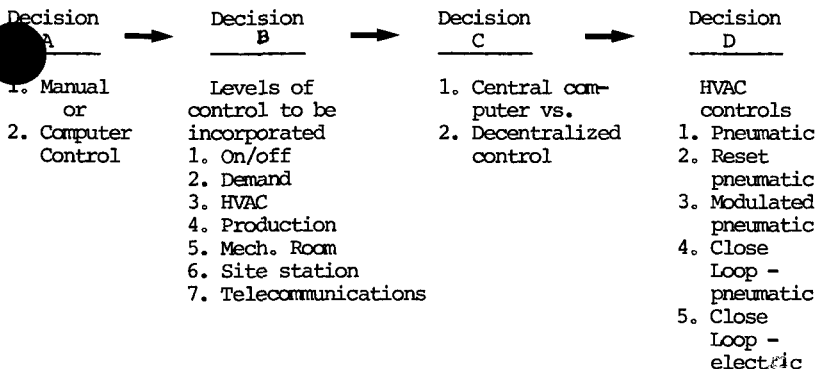 Decision
A
1. Manual
or
2. Computer
Control
Decision
B
Levels of
control to be
incorporated
1. On/off
2. Demand
3. HVAC
4. Production
5. Mech. Room
6. Site station
7. Telecommunications
Decision
C
1. Central com-
puter vs.
2. Decentralized
control
Decision
D
HVAC
controls
1. Pneumatic
2. Reset
pneumatic
3. Modulated
pneumatic
4. Close
Loop -
pneumatic
5. Close
Loop -
electric